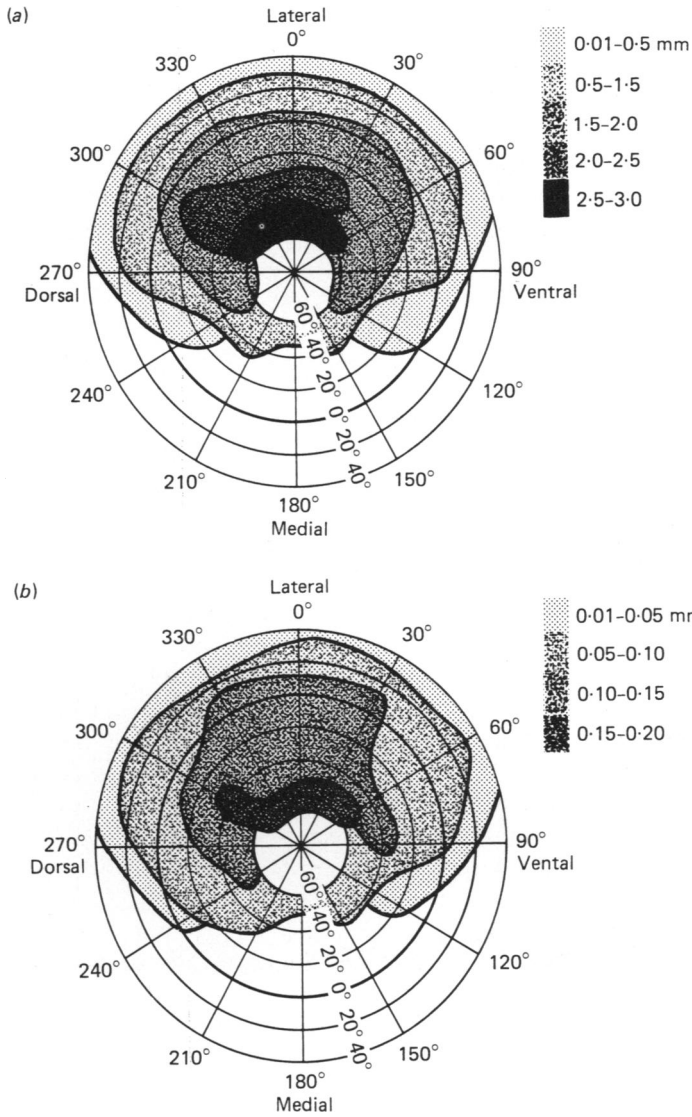 (a)
Lateral
0°
330°
30°
300°
60°
270°
Dorsal
90°
Ventral
240°
120°
210°
150°
180°
Medial
60° 40° 20° 0° 20° 40°
0·01–0·5 mm
0·5–1·5
1·5–2·0
2·0–2·5
2·5–3·0
(b)
Lateral
0°
330°
30°
300°
60°
270°
Dorsal
90°
Vental
240°
120°
210°
150°
180°
Medial
60° 40° 20° 0° 20° 40°
0·01–0·05 mm
0·05–0·10
0·10–0·15
0·15–0·20